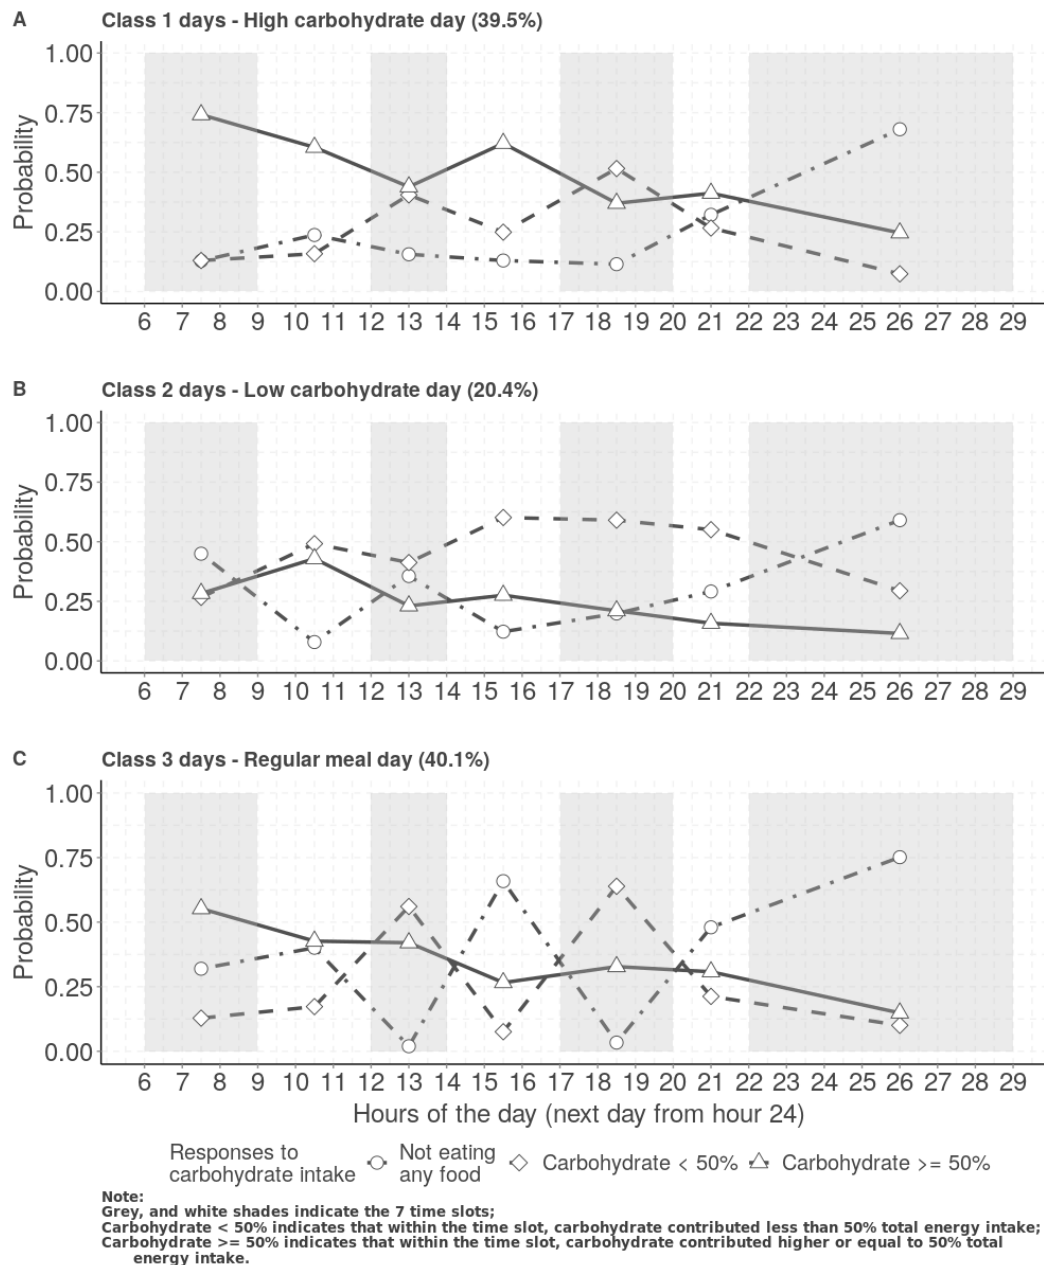 A Class 1 days - High carbohydrate day (39.5%)
1.00
0.75
0.50
0.25
0.00
Probability
6 7 8 9 10 11 12 13 14 15 16 17 18 19 20 21 22 23 24 25 26 27 28 29
B Class 2 days - Low carbohydrate day (20.4%)
1.00
0.75
0.50
0.25
0.00
Probability
6 7 8 9 10 11 12 13 14 15 16 17 18 19 20 21 22 23 24 25 26 27 28 29
C Class 3 days - Regular meal day (40.1%)
1.00
0.75
0.50
0.25
0.00
Probability
6 7 8 9 10 11 12 13 14 15 16 17 18 19 20 21 22 23 24 25 26 27 28 29
Hours of the day (next day from hour 24)
Responses to
carbohydrate intake
Not eating
any food
Carbohydrate < 50%
Carbohydrate >= 50%
Note:
Grey, and white shades indicate the 7 time slots;
Carbohydrate < 50% indicates that within the time slot, carbohydrate contributed less than 50% total energy intake;
Carbohydrate >= 50% indicates that within the time slot, carbohydrate contributed higher or equal to 50% total
energy intake.